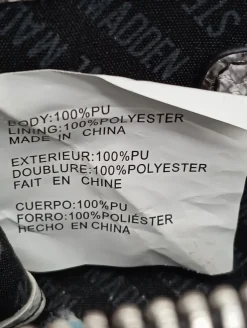 MADDEN
BODY:100%PU
LINING:100%POLYESTER
MADE IN CHINA
EXTERIEUR:100%PU
DOUBLURE:100%POLYESTER
FAIT EN CHINE
CUERPO:100%PU
FORRO:100%POLIÉSTER
HECHO EN CHINA